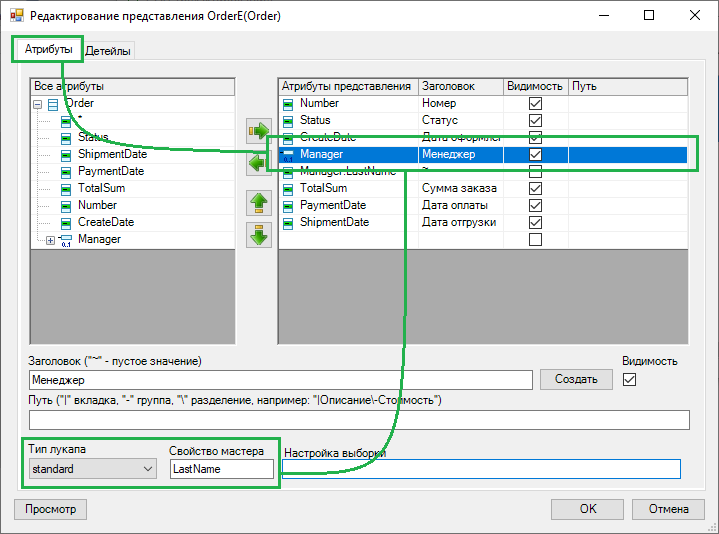 Редактирование представления OrderE(Order)
Атрибуты Детейлы
Все атрибуты
Order
*
Status
ShipmentDate
PaymentDate
TotalSum
Number
CreateDate
Manager
Атрибуты представления Заголовок Видимость Путь
Number Номер
Status Статус
CreateDate Дата оформлен
Manager Менеджер
Manager.LastName ~
TotalSum Сумма заказа
PaymentDate Дата оплаты
ShipmentDate Дата отгрузки
Заголовок ("~" - пустое значение) Видимость
Менеджер Создать
Путь ("|" вкладка, "-" группа, "\" разделение, например: "|Описание\-Стоимость")
Тип лукапа Свойство мастера Настройка выборки
standard LastName
Просмотр OK Отмена